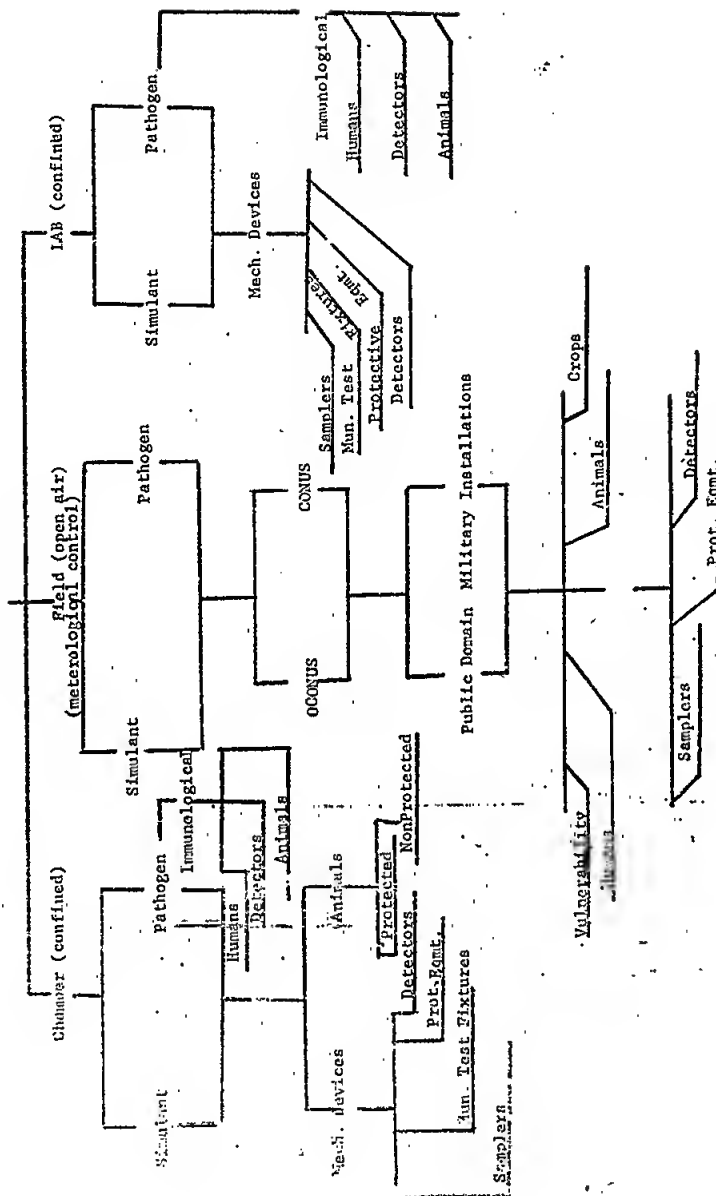 Chamber (confined)
Simulant
Pathogen
Immunological
Humans
Detectors
Animals
Mech. Devices
Animals
Protected
NonProtected
Detectors
Prot. Eqmt.
Mun. Test Fixtures
Samplers
Field (open air)
(meterological control)
Simulant
Pathogen
OCONUS
CONUS
Public Domain
Military Installations
Vulnerability
Animals
Crops
Samplers
Prot. Eqmt.
Detectors
LAB (confined)
Simulant
Pathogen
Mech. Devices
Samplers
Mun. Test Fixtures
Protective Eqmt.
Detectors
Immunological
Humans
Detectors
Animals